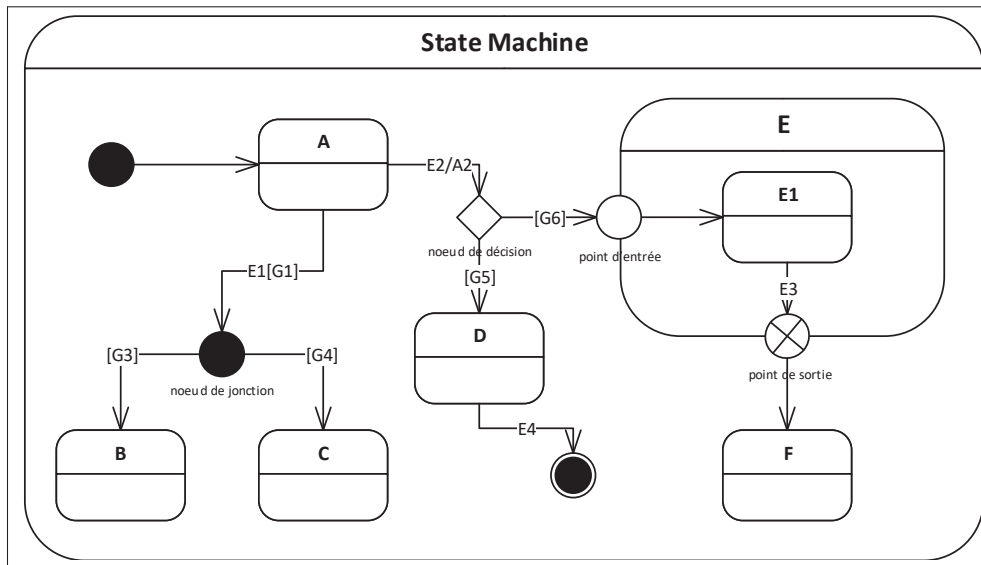 State Machine
A
E
E2/A2
E1
[G6]
noeud de décision
point d'entrée
E1[G1]
[G5]
E3
D
[G3]
[G4]
noeud de jonction
point de sortie
E4
B
C
F